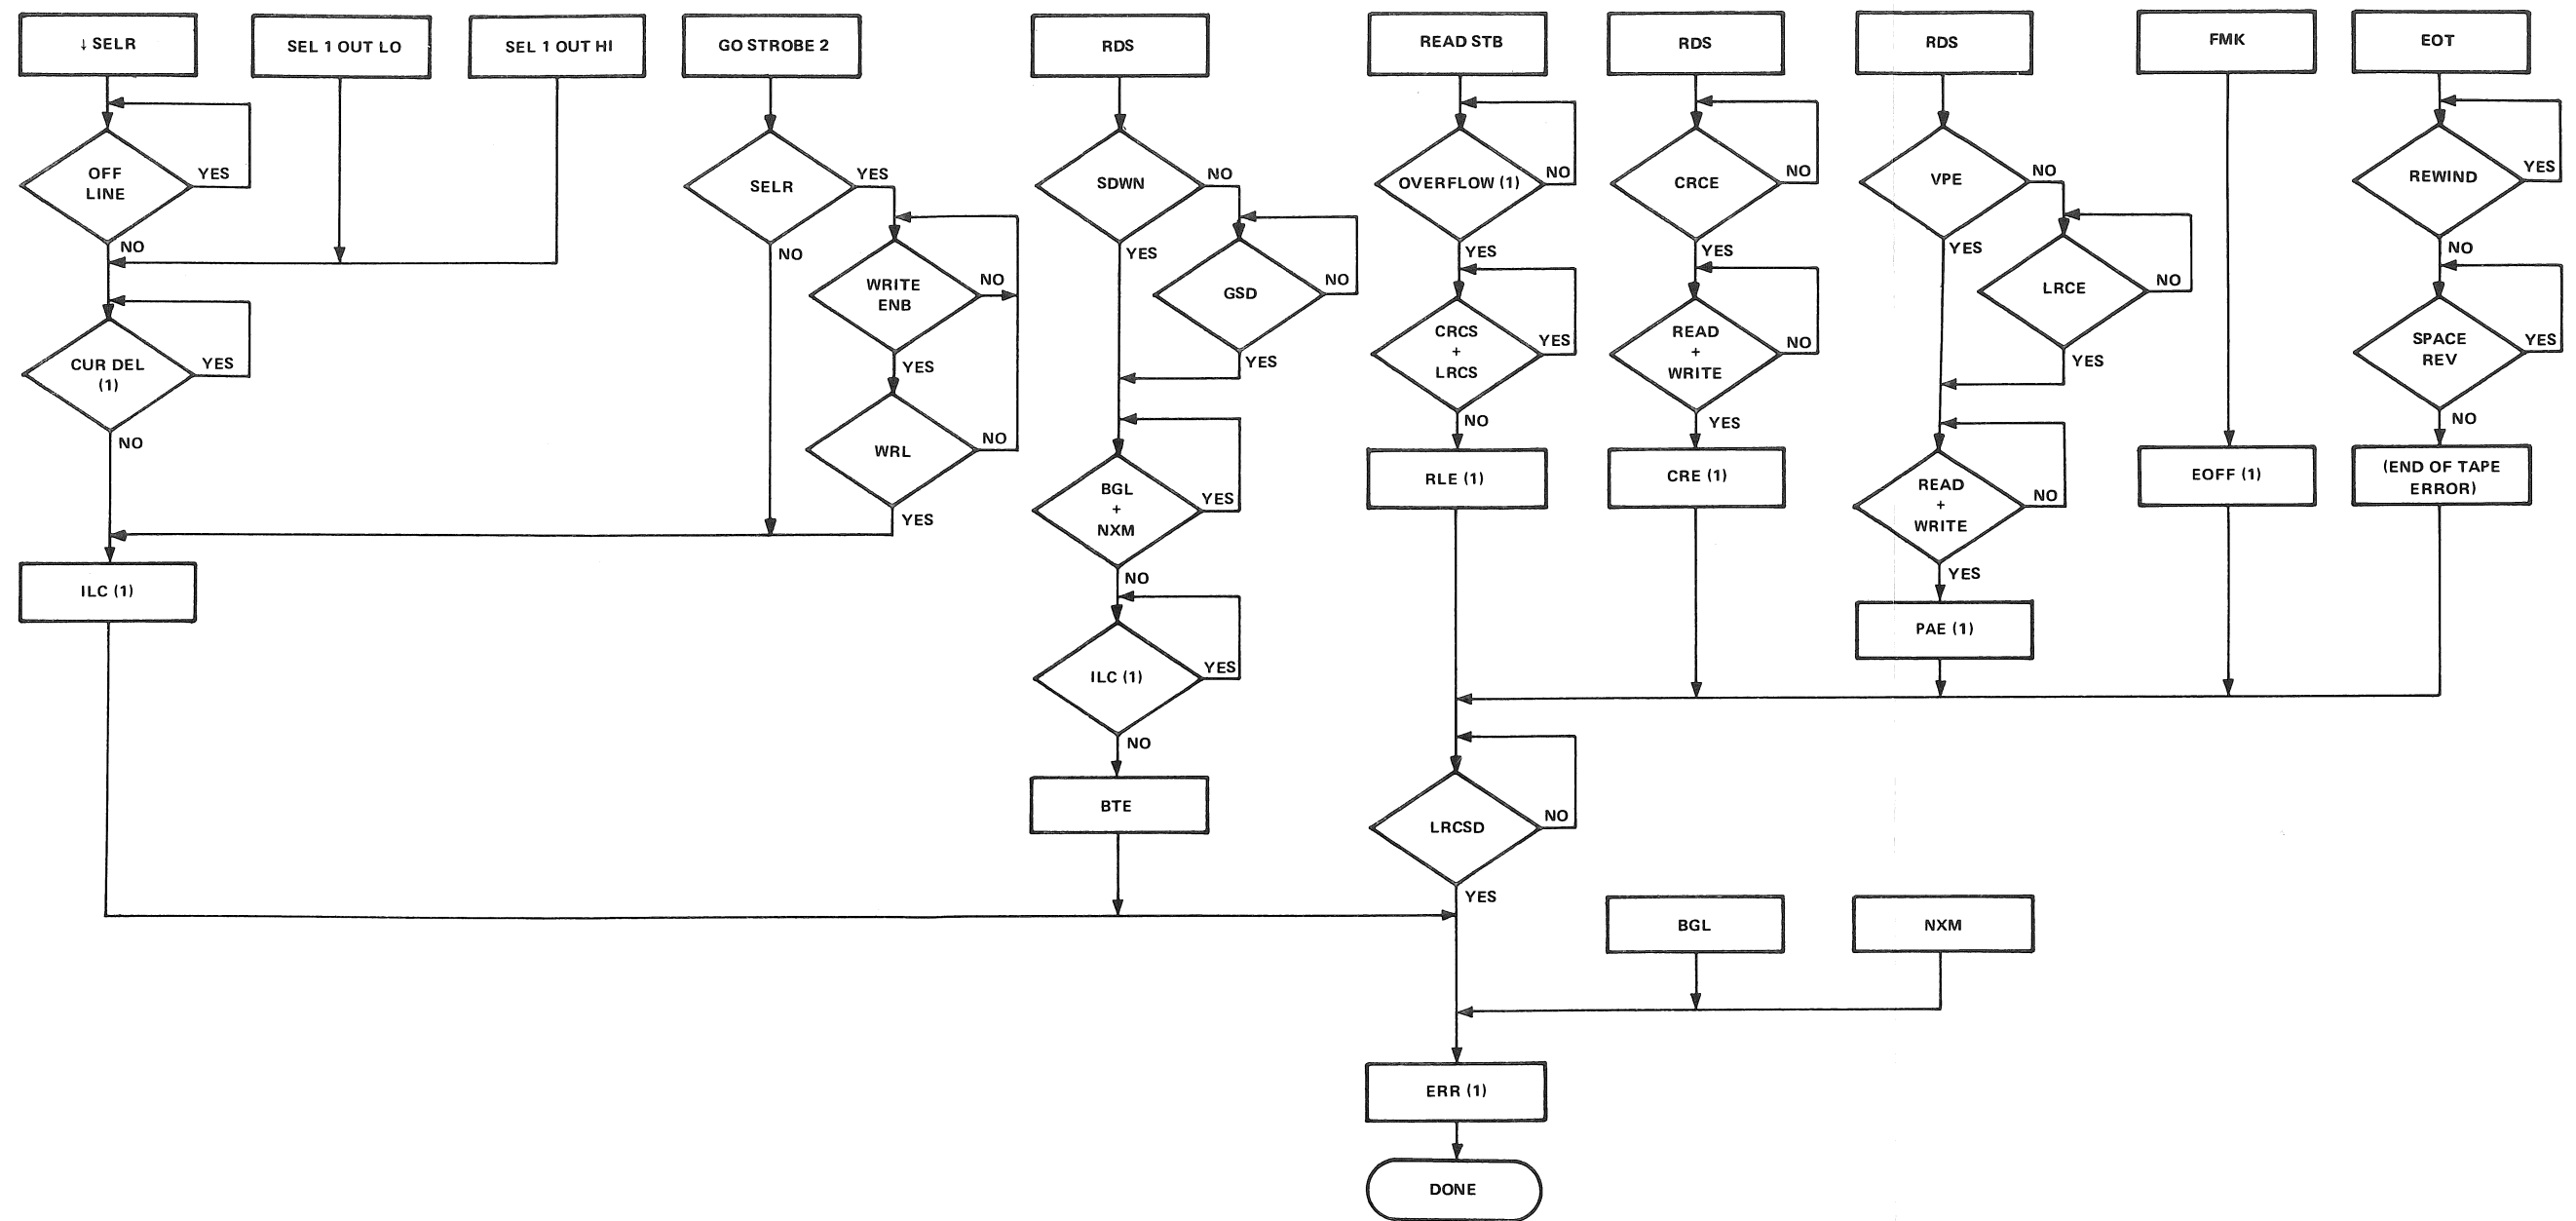 ↓ SELR
SEL 1 OUT LO
SEL 1 OUT HI
GO STROBE 2
RDS
READ STB
RDS
RDS
FMK
EOT
OFF
LINE
YES
NO
CUR DEL
(1)
YES
NO
ILC (1)
SELR
YES
NO
WRITE
ENB
NO
YES
WRL
NO
YES
SDWN
NO
YES
GSD
NO
YES
BGL
+
NXM
YES
NO
ILC (1)
YES
NO
BTE
OVERFLOW (1)
NO
YES
CRCS
+
LRCS
YES
NO
RLE (1)
CRCE
NO
YES
READ
+
WRITE
NO
YES
CRE (1)
VPE
NO
YES
LRCE
NO
YES
READ
+
WRITE
NO
YES
PAE (1)
EOFF (1)
REWIND
YES
NO
SPACE
REV
YES
NO
(END OF TAPE
ERROR)
LRCSD
NO
YES
BGL
NXM
ERR (1)
DONE